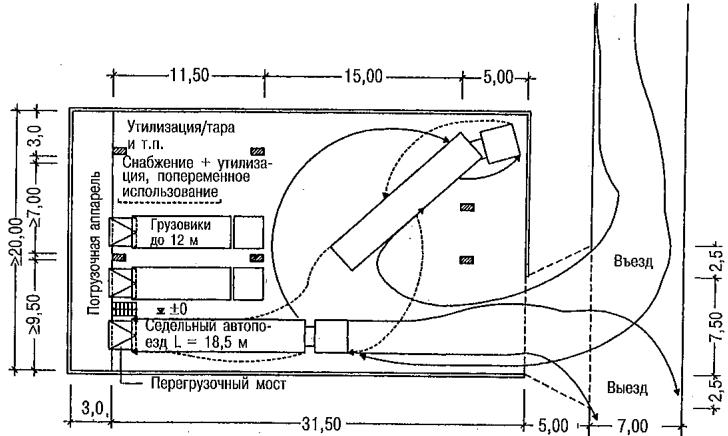 11,50
15,00
5,00
Утилизация/тара
и т.п.
Снабжение + утилиза-
ция, попеременное
использование
Грузовики
до 12 м
±0
Седельный автопо-
езд L = 18,5 м
Перегрузочный мост
Погрузочная аппарель
≥20,00
3,0
≥7,00
≥9,50
Въезд
Выезд
2,5
7,50
2,5
3,0
31,50
5,00
7,00